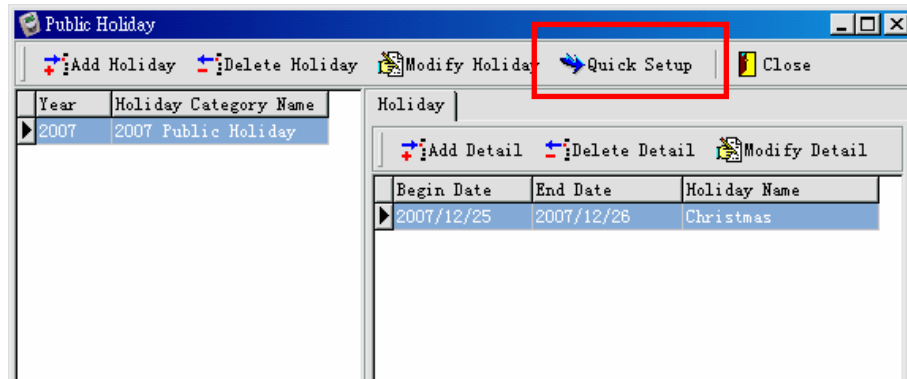 Public Holiday
Add Holiday Delete Holiday Modify Holiday Quick Setup Close
Year Holiday Category Name
2007 2007 Public Holiday
Holiday
Add Detail Delete Detail Modify Detail
Begin Date End Date Holiday Name
2007/12/25 2007/12/26 Christmas